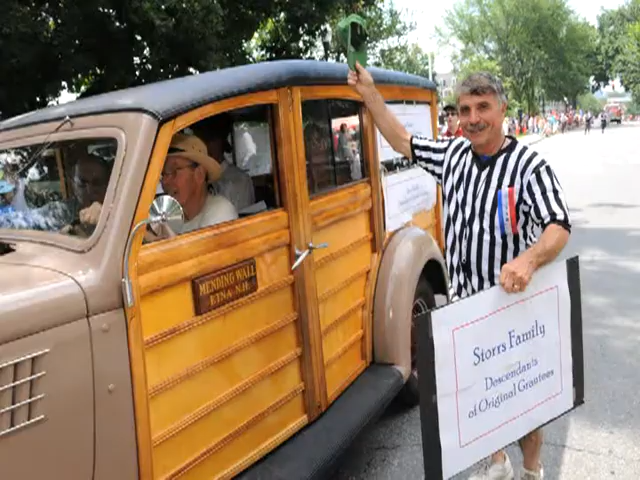 MENDING WALL
ETNA N.H.
Storrs Family
Descendants
of Original Grantees